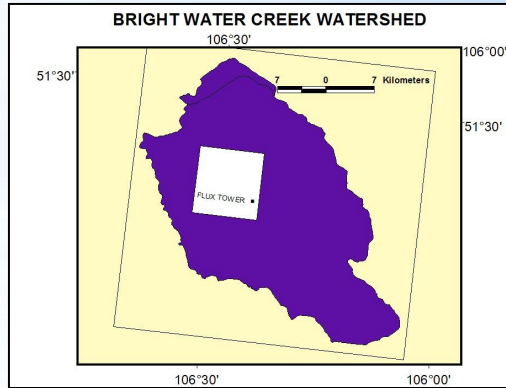 BRIGHT WATER CREEK WATERSHED
106°30'
106°00'
51°30'
7 0 7 Kilometers
51°30'
FLUX TOWER
106°30'
106°00'